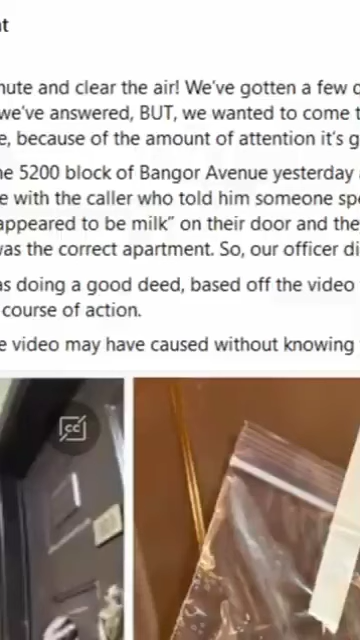 nute and clear the air! We've gotten a few
we've answered, BUT, we wanted to come t
e, because of the amount of attention it's g
he 5200 block of Bangor Avenue yesterday
e with the caller who told him someone spe
appeared to be milk" on their door and the
was the correct apartment. So, our officer di
as doing a good deed, based off the video
course of action.
e video may have caused without knowing
CC